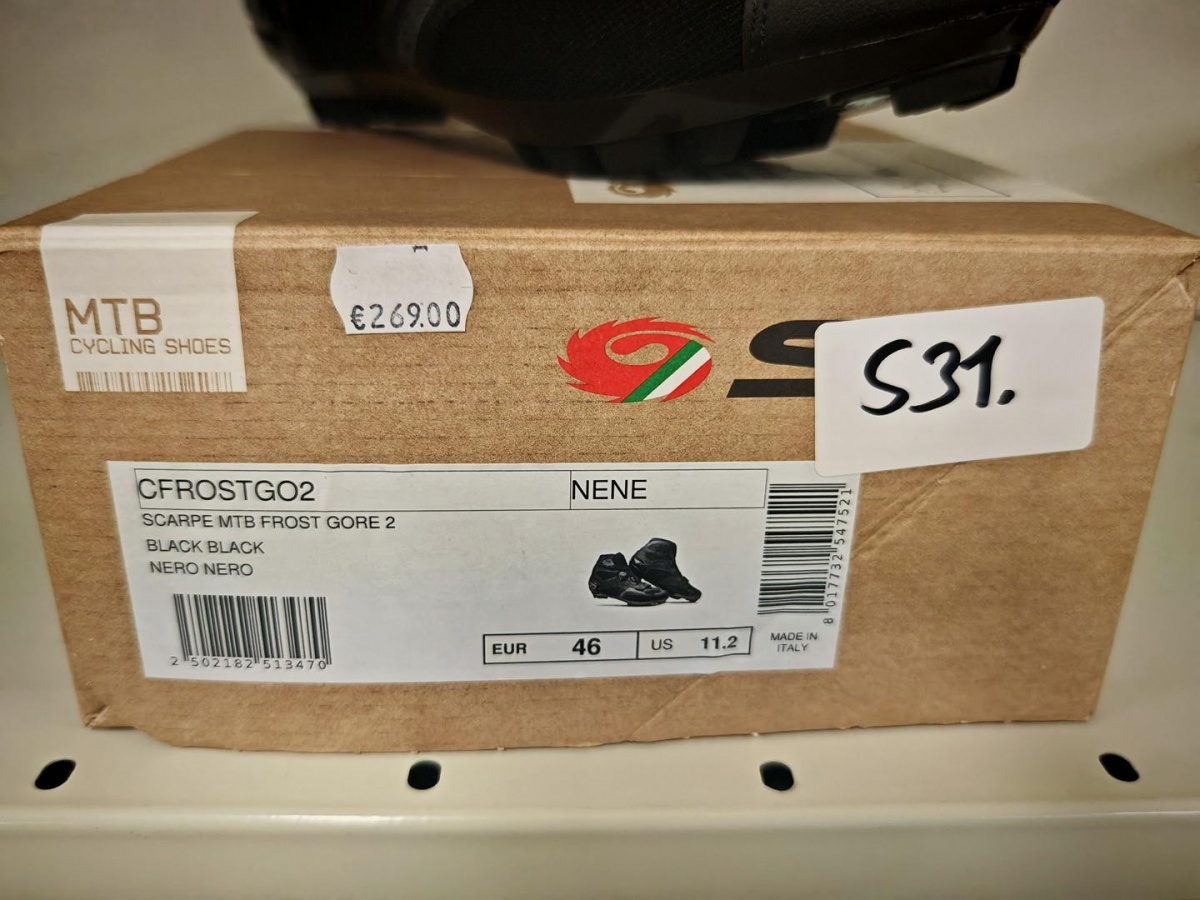 MTB
CYCLING SHOES
€269.00
S
S31.
CFROSTGO2 NENE
SCARPE MTB FROST GORE 2
BLACK BLACK
NERO NERO
2 502182 513470
EUR 46 US 11.2
8 017732 547521
MADE IN
ITALY